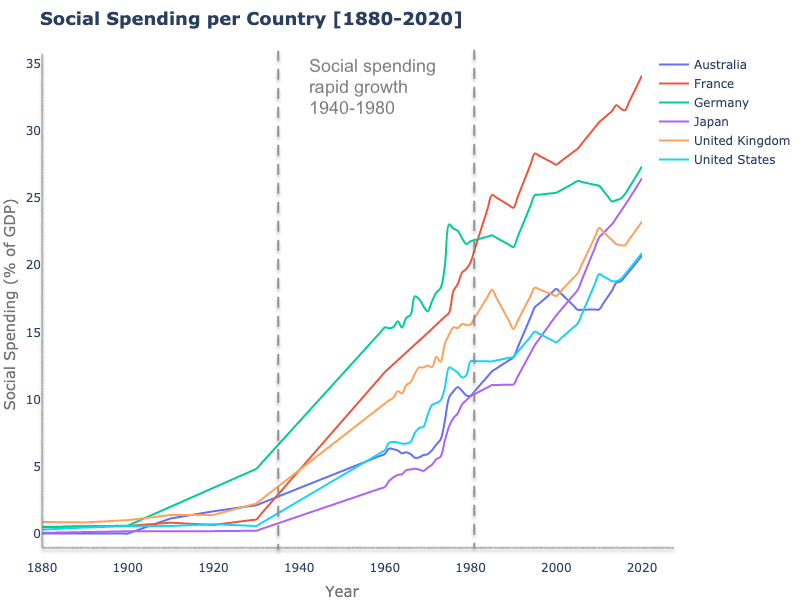 Social Spending per Country [1880-2020]
Social spending
rapid growth
1940-1980
Australia
France
Germany
Japan
United Kingdom
United States
35
30
25
20
15
10
5
0
Social Spending (% of GDP)
1880 1900 1920 1940 1960 1980 2000 2020
Year